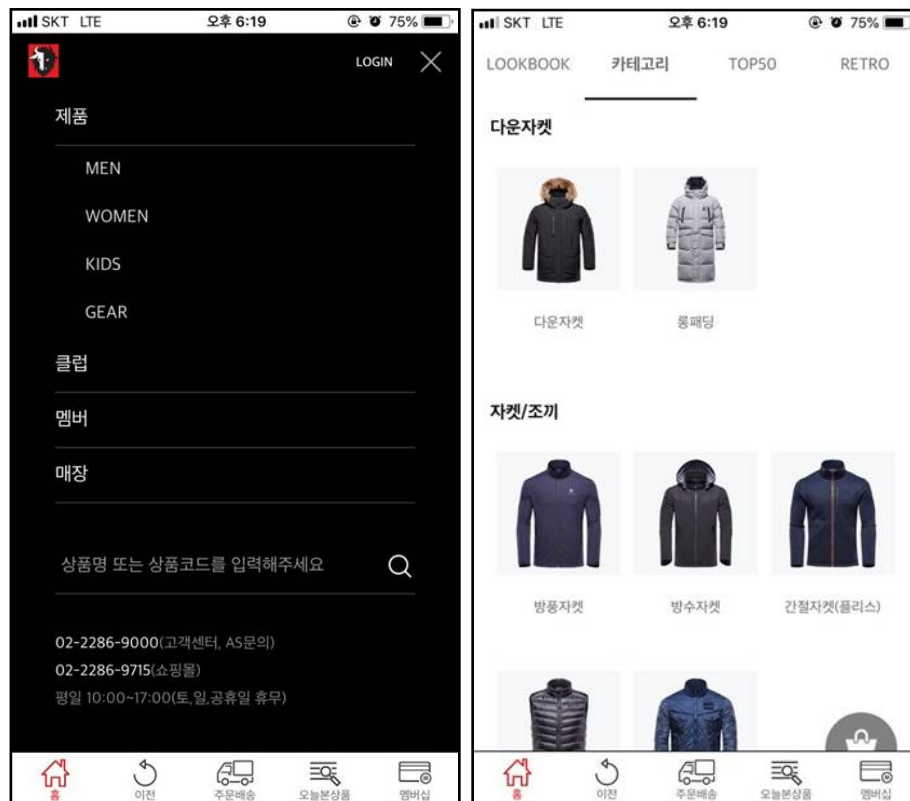 SKT LTE 오후 6:19 75%
LOGIN
제품
MEN
WOMEN
KIDS
GEAR
클럽
멤버
매장
상품명 또는 상품코드를 입력해주세요
02-2286-9000(고객센터, AS문의)
02-2286-9715(쇼핑몰)
평일 10:00~17:00(토,일,공휴일 휴무)
홈 이전 주문배송 오늘본상품 멤버십
SKT LTE 오후 6:19 75%
LOOKBOOK 카테고리 TOP50 RETRO
다운자켓
다운자켓 롱패딩
자켓/조끼
방풍자켓 방수자켓 간절자켓(플리스)
홈 이전 주문배송 오늘본상품 멤버십